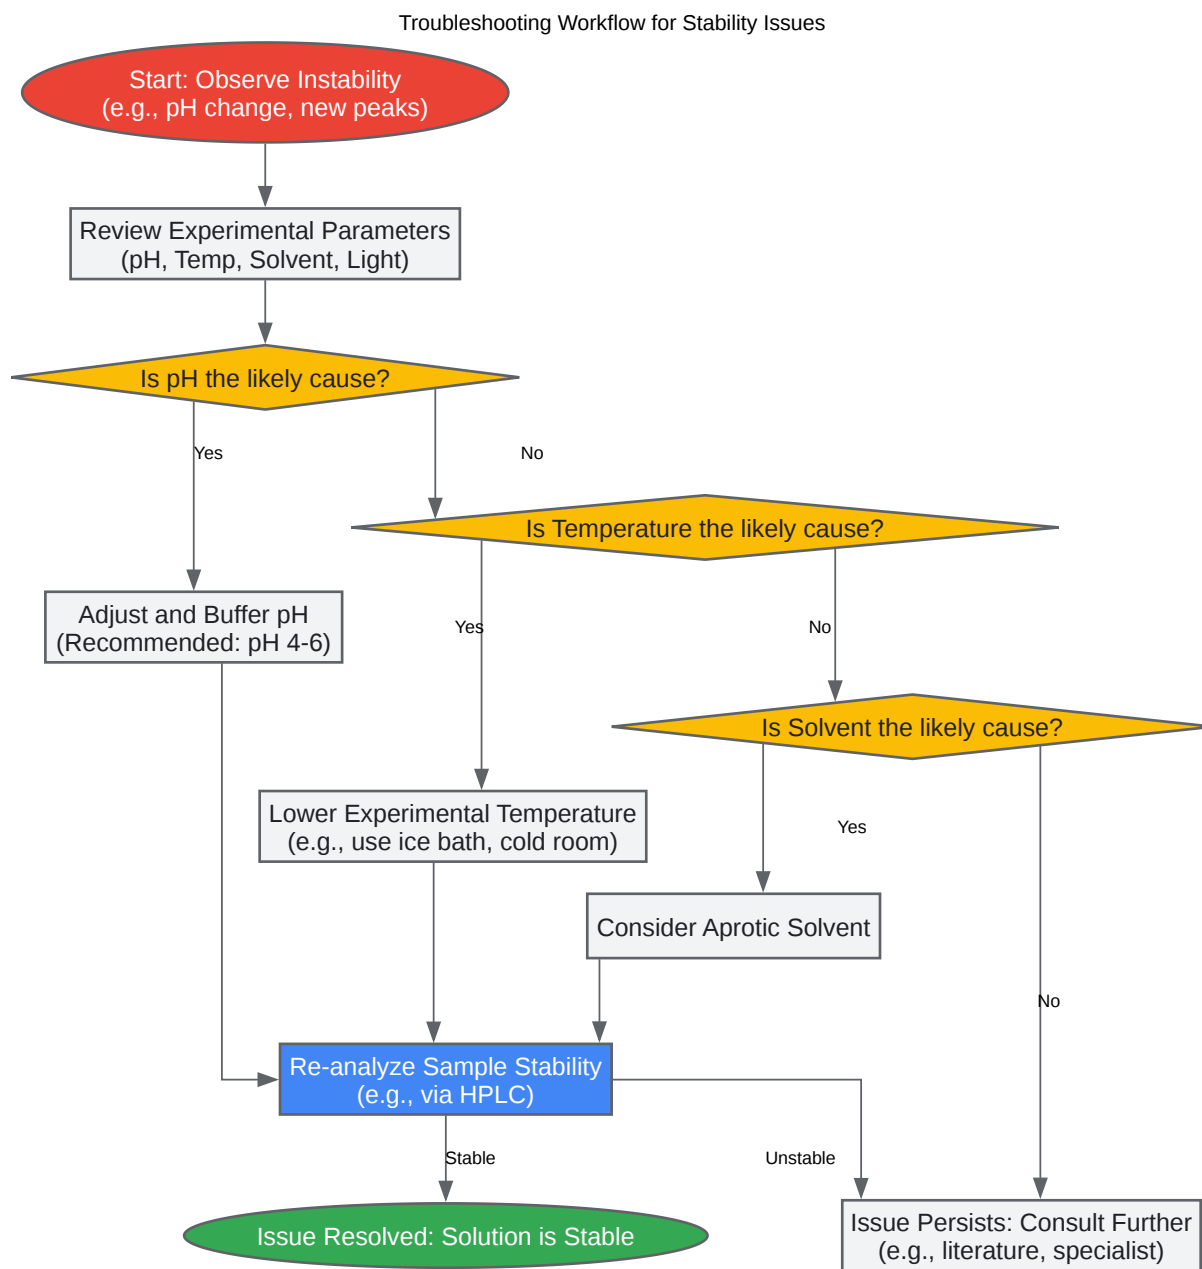 Troubleshooting Workflow for Stability Issues
Start: Observe Instability
(e.g., pH change, new peaks)
Review Experimental Parameters
(pH, Temp, Solvent, Light)
Is pH the likely cause?
Yes
No
Is Temperature the likely cause?
Adjust and Buffer pH
(Recommended: pH 4-6)
Yes
No
Is Solvent the likely cause?
Lower Experimental Temperature
(e.g., use ice bath, cold room)
Yes
Consider Aprotic Solvent
No
Re-analyze Sample Stability
(e.g., via HPLC)
Stable
Unstable
Issue Resolved: Solution is Stable
Issue Persists: Consult Further
(e.g., literature, specialist)